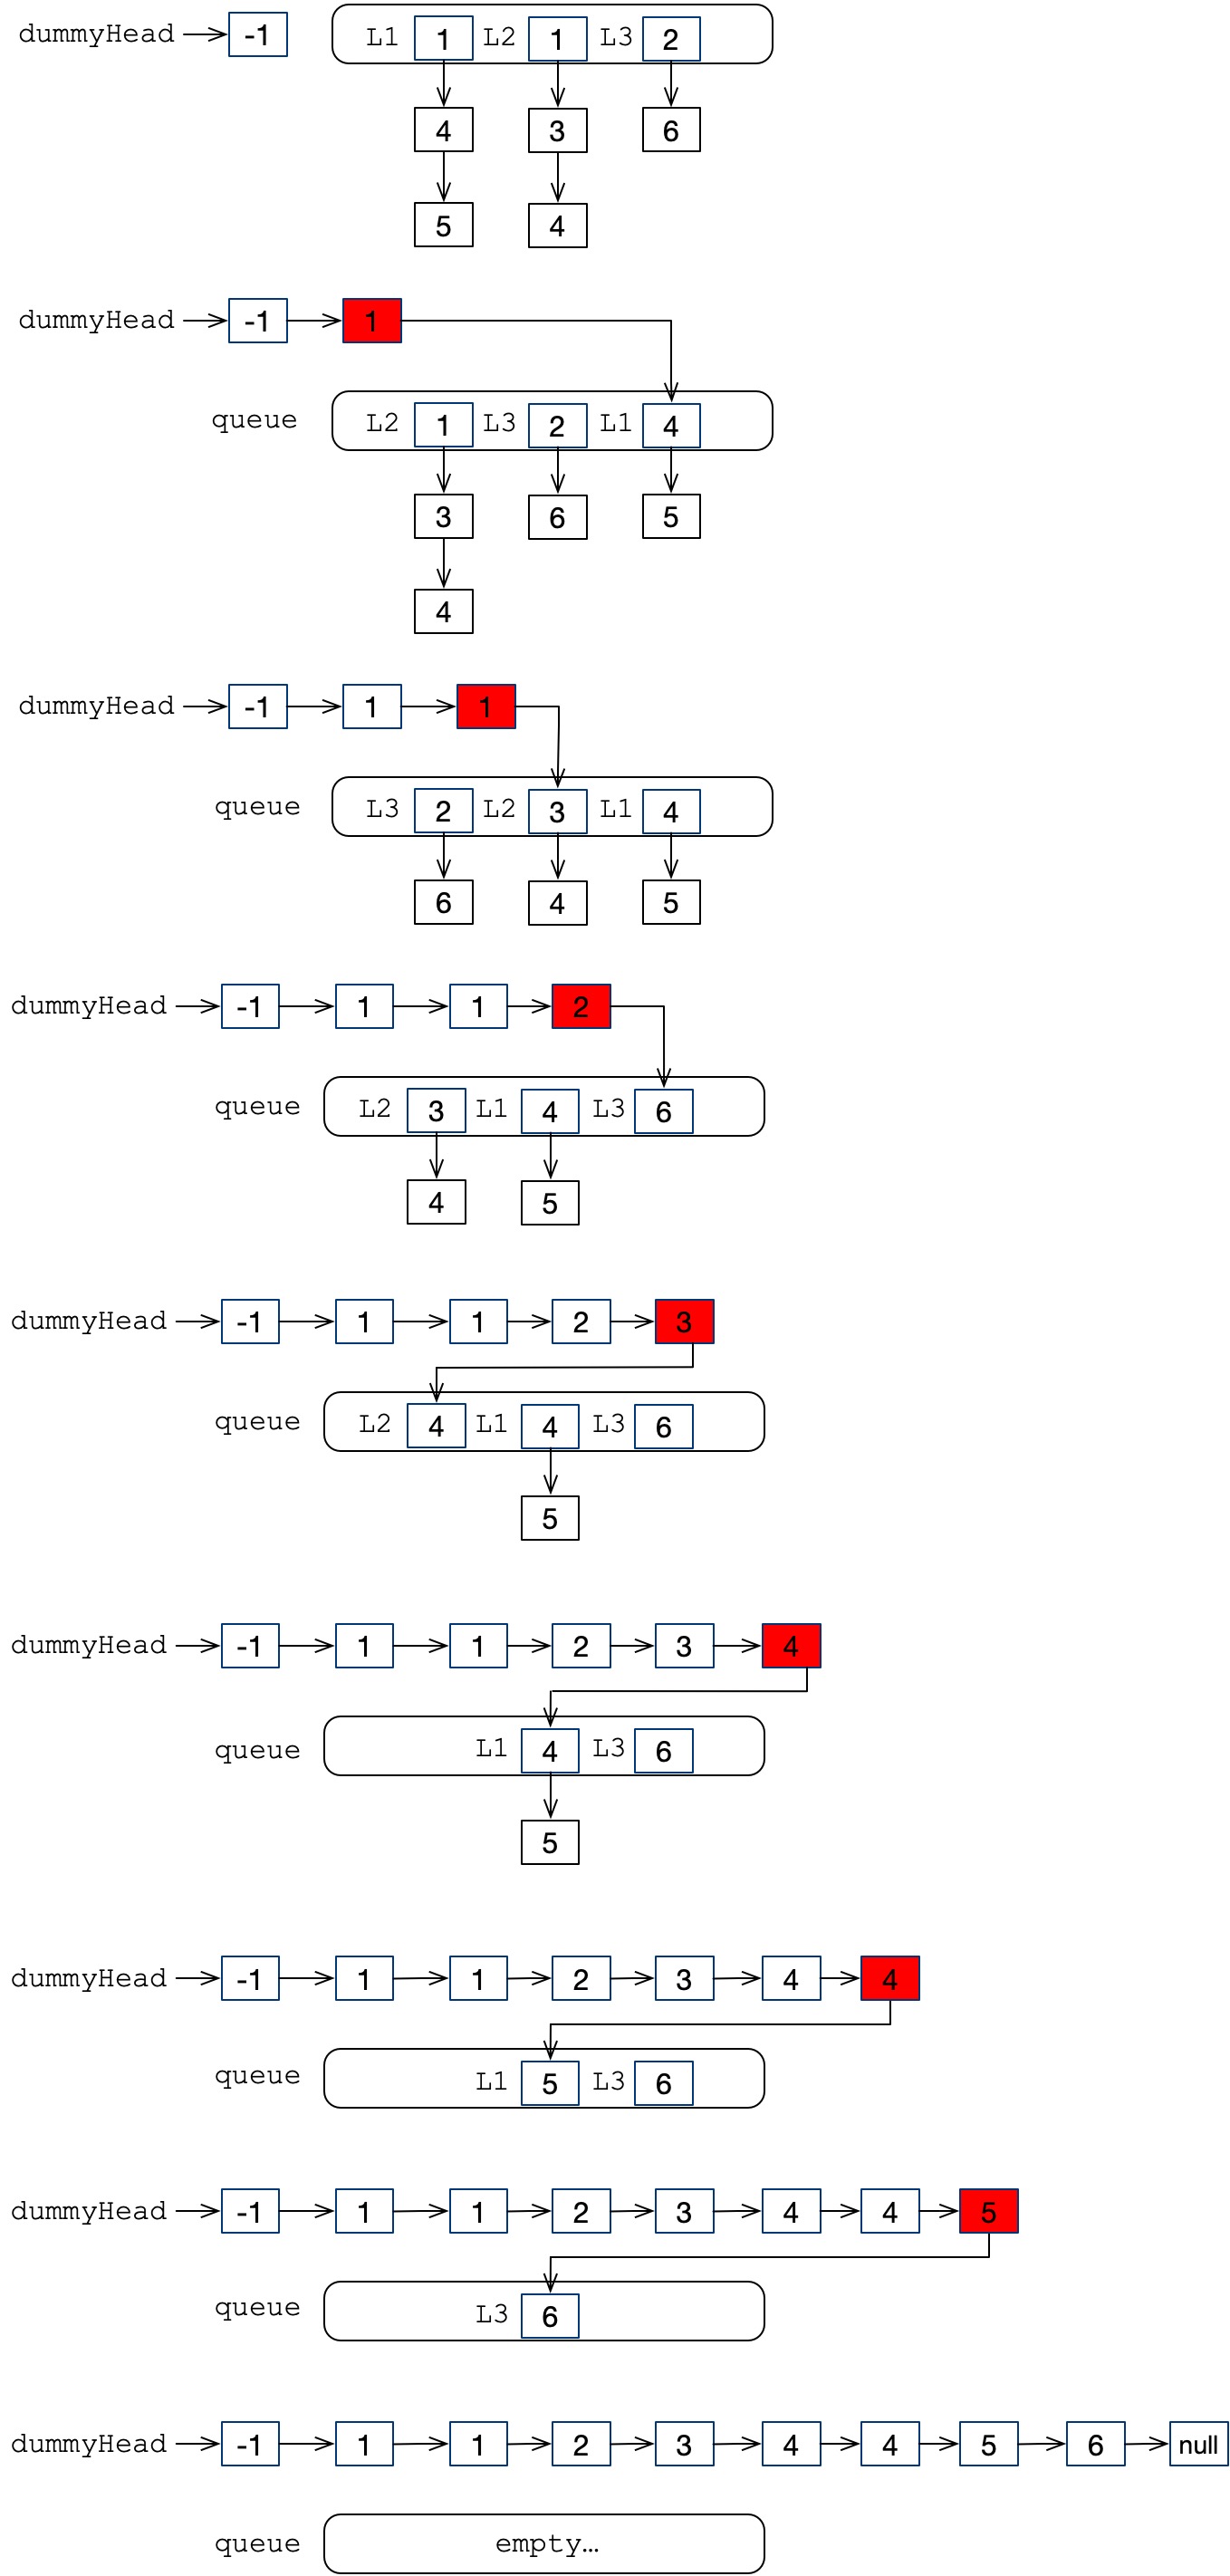 dummyHead -1 L1 1 L2 1 L3 2
4 3 6
5 4
dummyHead -1 1
queue L2 1 L3 2 L1 4
3 6 5
4
dummyHead -1 1 1
queue L3 2 L2 3 L1 4
6 4 5
dummyHead -1 1 1 2
queue L2 3 L1 4 L3 6
4 5
dummyHead -1 1 1 2 3
queue L2 4 L1 4 L3 6
5
dummyHead -1 1 1 2 3 4
queue L1 4 L3 6
5
dummyHead -1 1 1 2 3 4 4
queue L1 5 L3 6
dummyHead -1 1 1 2 3 4 4 5
queue L3 6
dummyHead -1 1 1 2 3 4 4 5 6 null
queue empty…